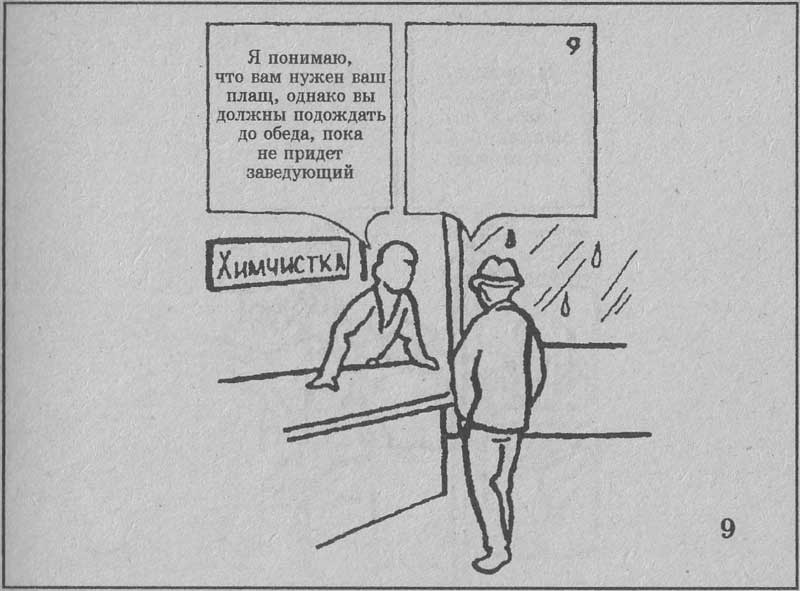 Я понимаю,
что вам нужен ваш
плащ, однако вы
должны подождать
до обеда, пока
не придет
заведующий
9
Химчистка
9